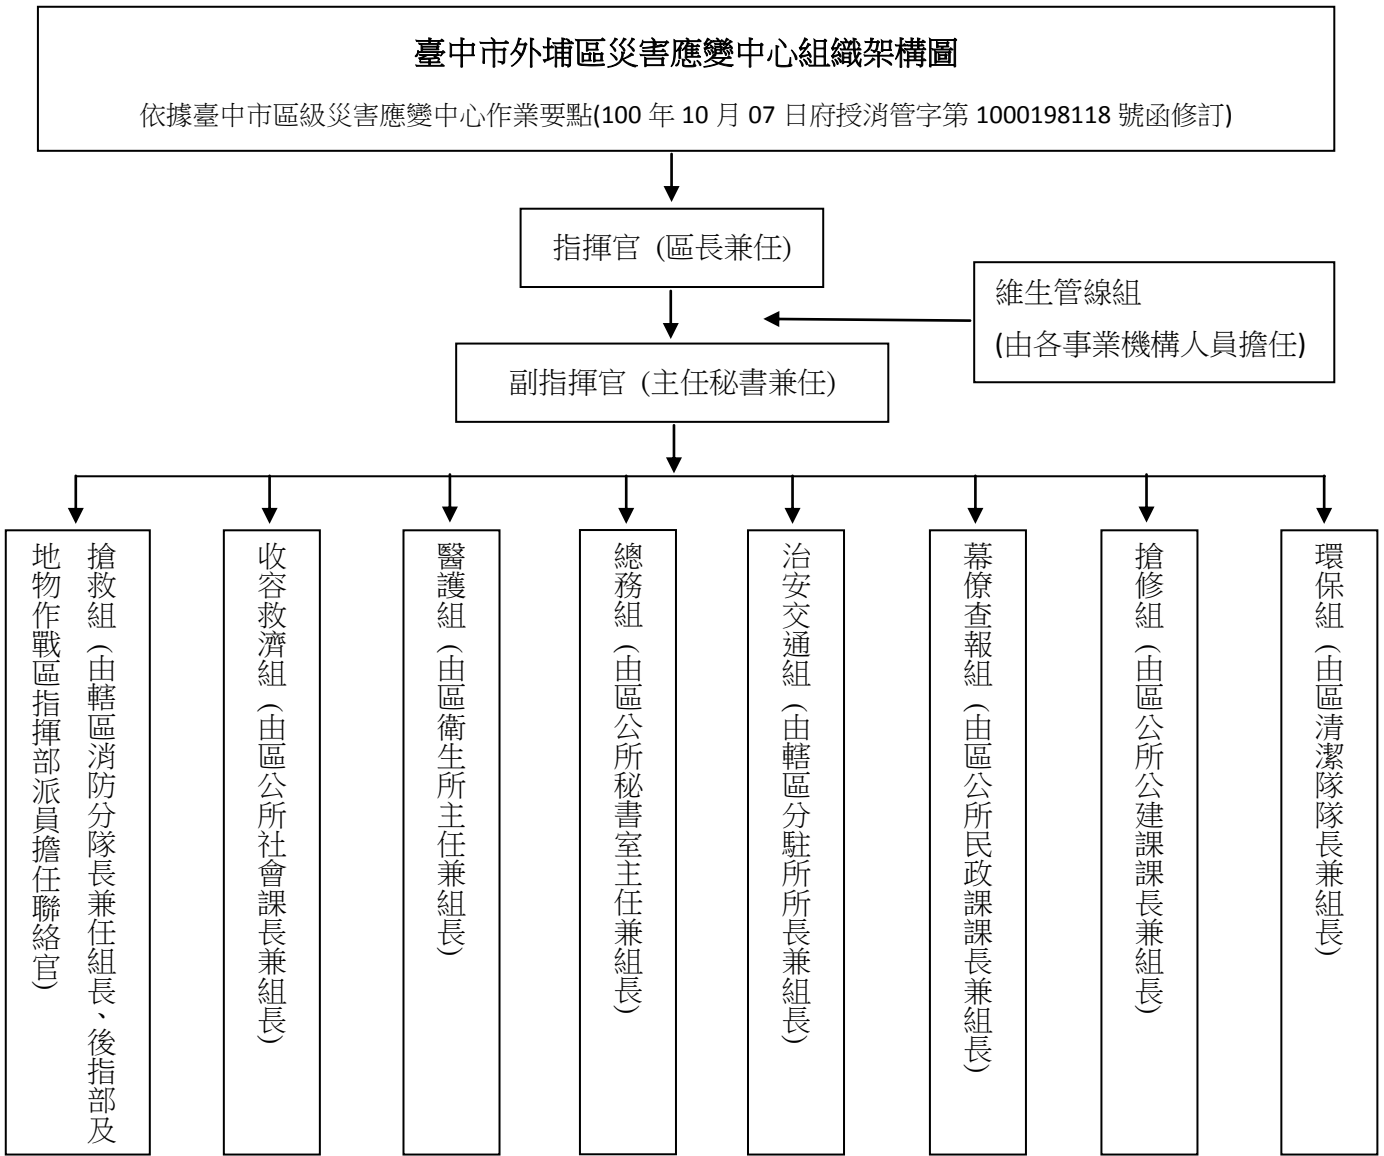 臺中市外埔區災害應變中心組織架構圖
依據臺中市區級災害應變中心作業要點(100 年 10 月 07 日府授消管字第 1000198118 號函修訂)
指揮官 (區長兼任)
維生管線組
(由各事業機構人員擔任)
副指揮官 (主任秘書兼任)
搶救組 (由轄區消防分隊長兼任組長、後指部及
地物作戰區指揮部派員擔任聯絡官)
收容救濟組 (由區公所社會課長兼組長)
醫護組 (由區衛生所主任兼組長)
總務組 (由區公所秘書室主任兼組長)
治安交通組 (由轄區分駐所所長兼組長)
幕僚查報組 (由區公所民政課課長兼組長)
搶修組 (由區公所公建課課長兼組長)
環保組 (由區清潔隊隊長兼組長)